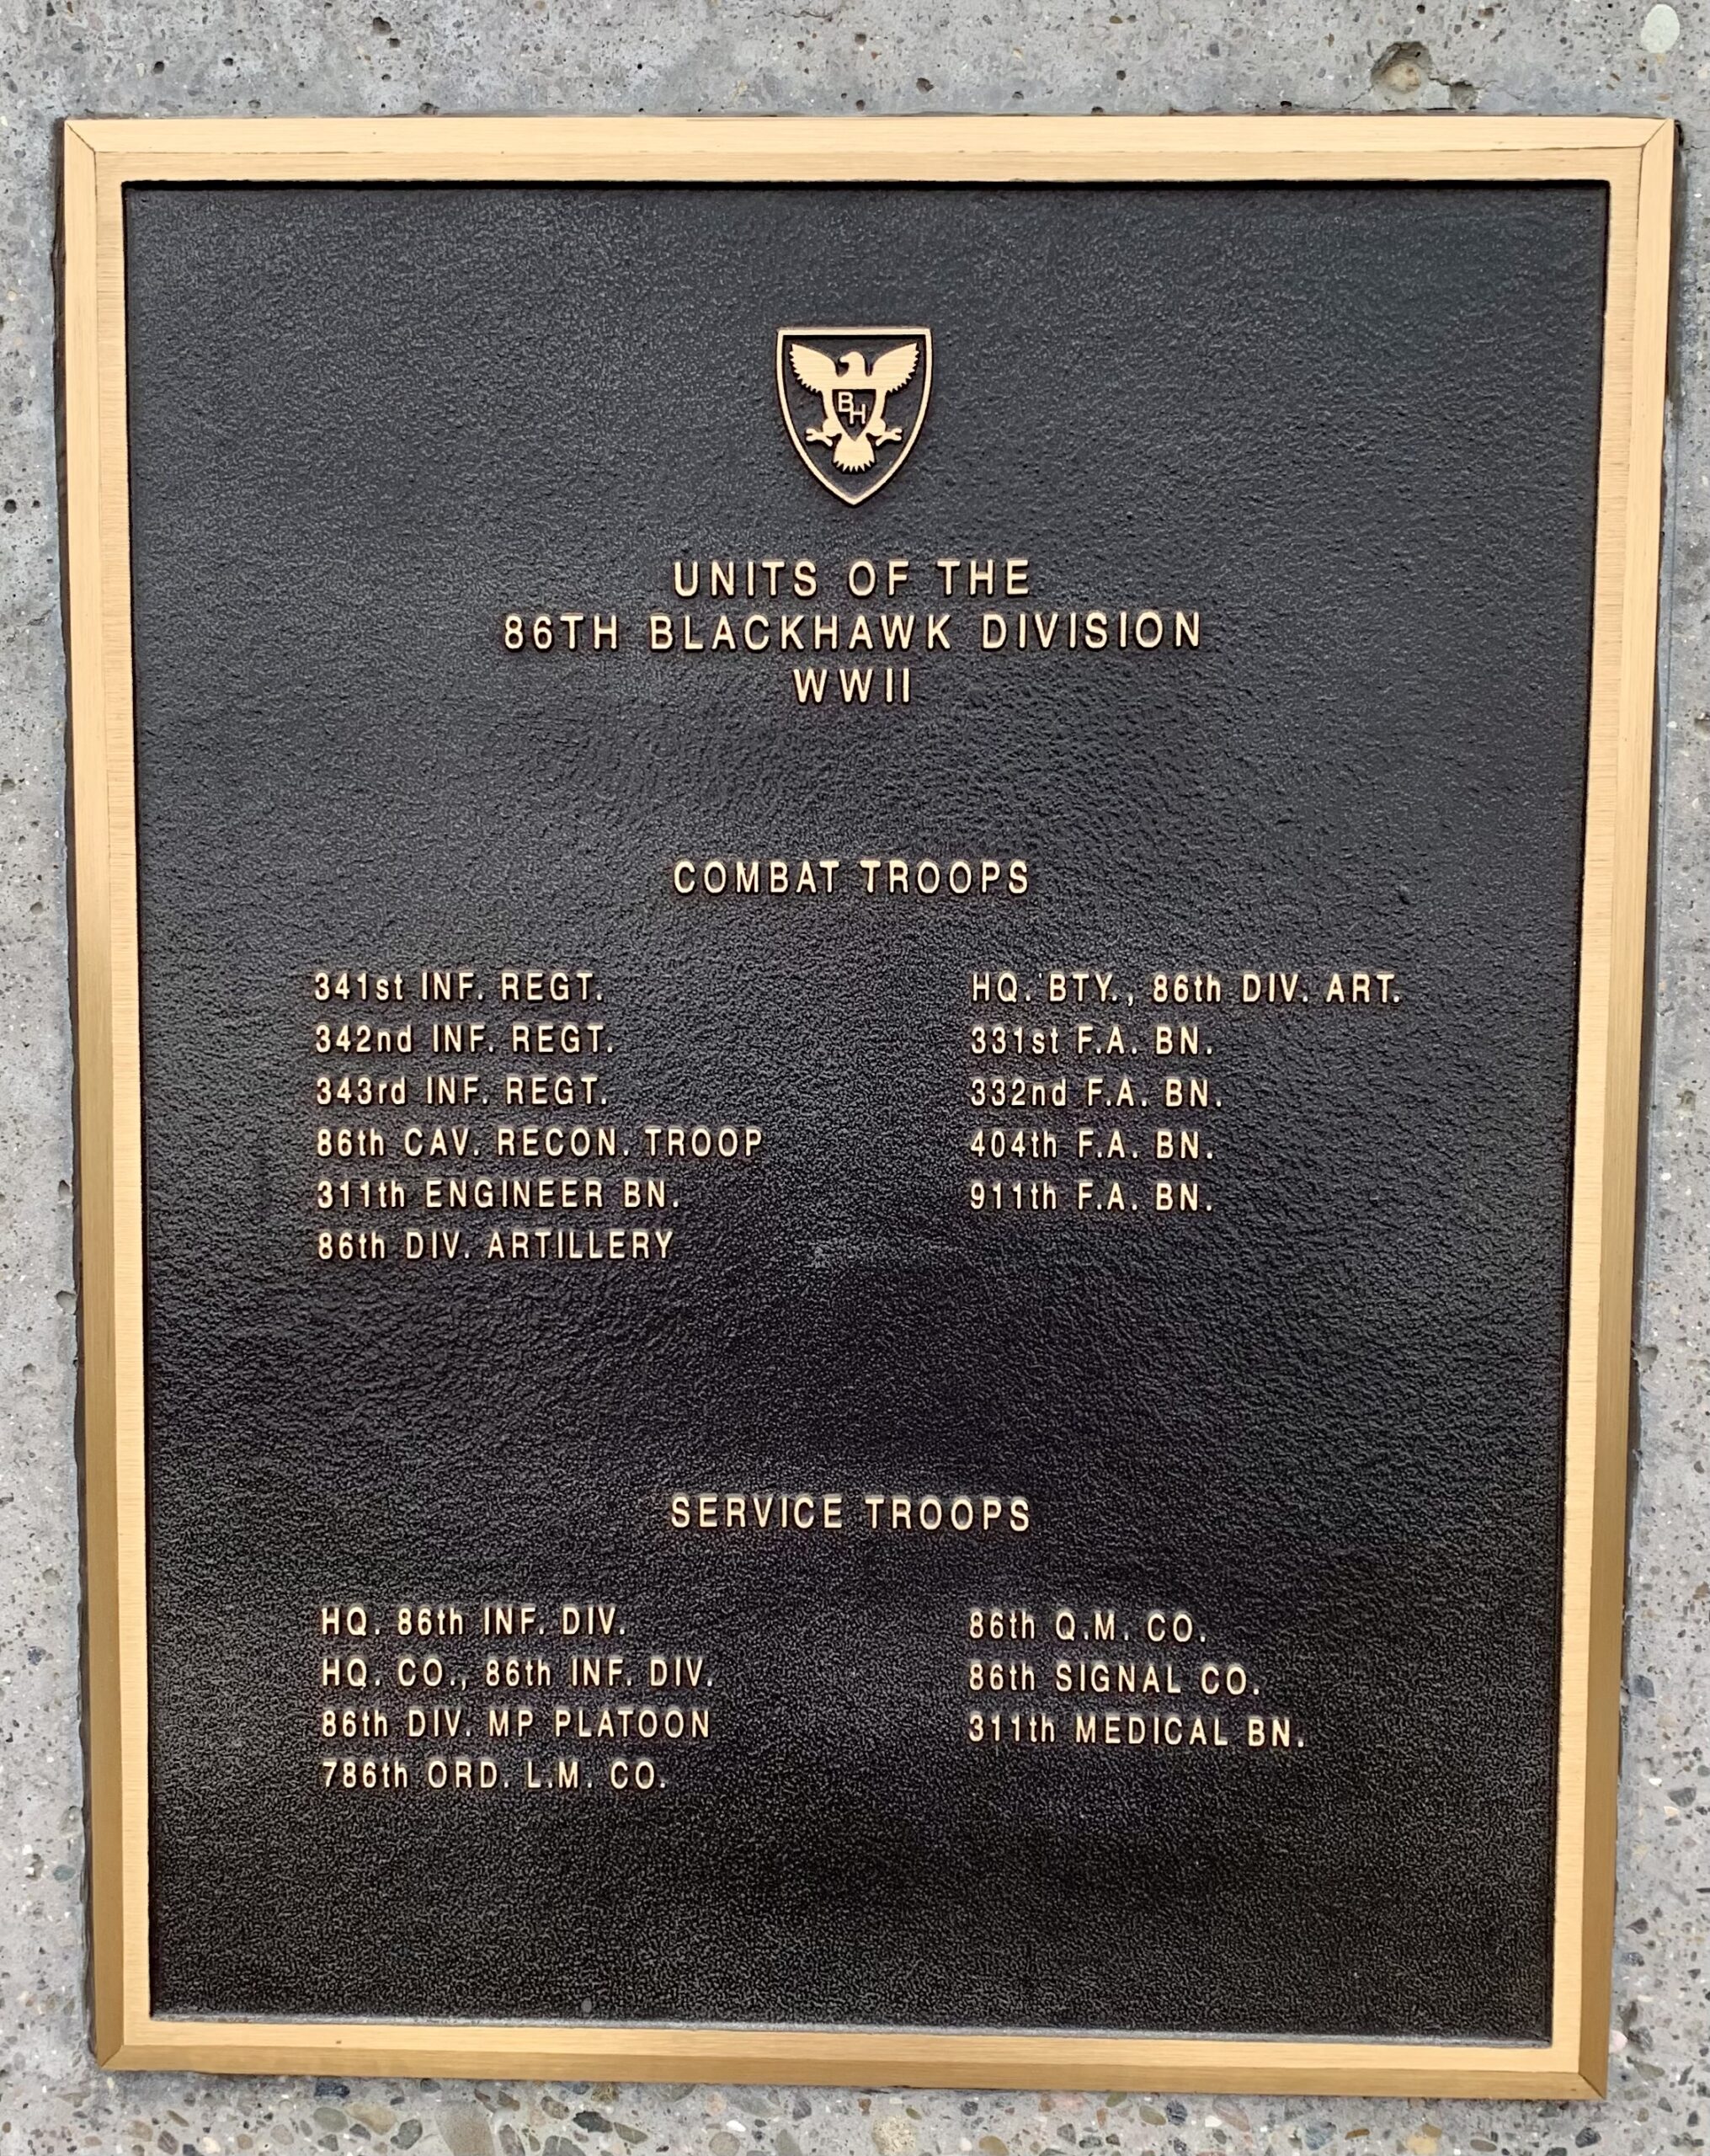 BH
UNITS OF THE
86TH BLACKHAWK DIVISION
WWII
COMBAT TROOPS
341st INF. REGT.
342nd INF. REGT.
343rd INF. REGT.
86th CAV. RECON. TROOP
311th ENGINEER BN.
86th DIV. ARTILLERY
HQ. BTY., 86th DIV. ART.
331st F.A. BN.
332nd F.A. BN.
404th F.A. BN.
911th F.A. BN.
SERVICE TROOPS
HQ. 86th INF. DIV.
HQ. CO., 86th INF. DIV.
86th DIV. MP PLATOON
786th ORD. L.M. CO.
86th Q.M. CO.
86th SIGNAL CO.
311th MEDICAL BN.